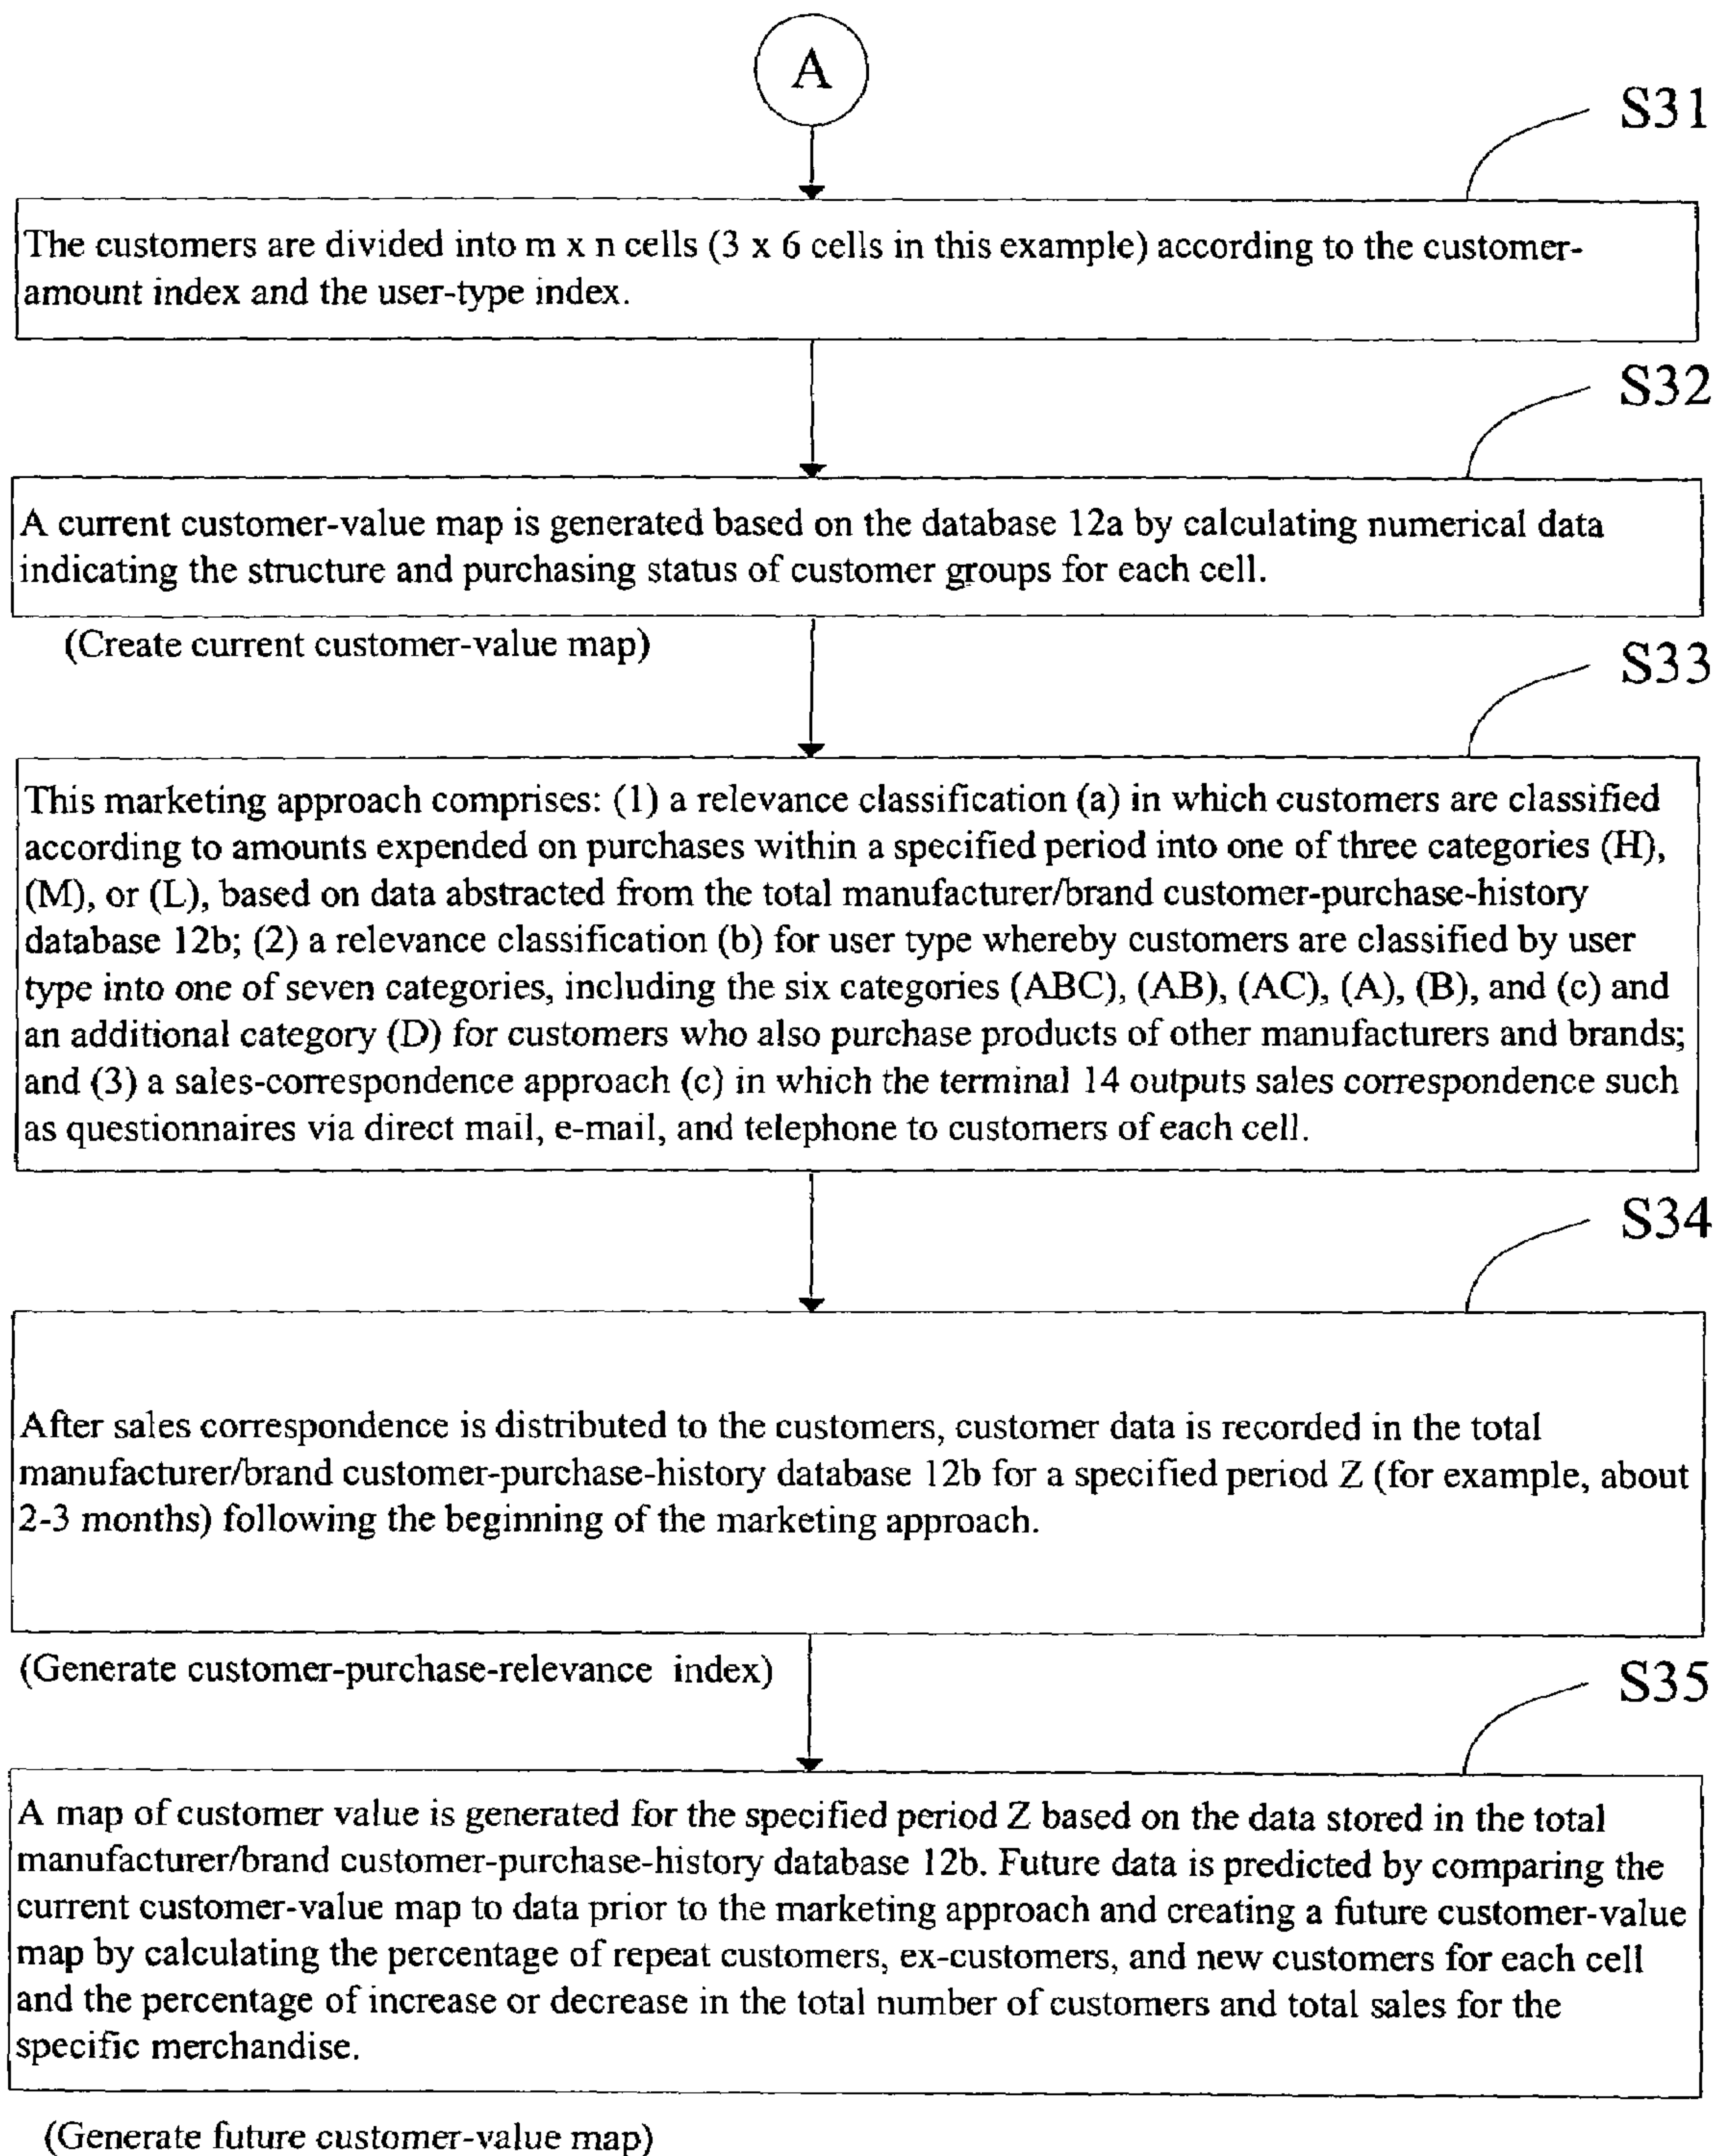 A
S31
The customers are divided into m x n cells (3 x 6 cells in this example) according to the customer-
amount index and the user-type index.
S32
A current customer-value map is generated based on the database 12a by calculating numerical data
indicating the structure and purchasing status of customer groups for each cell.
(Create current customer-value map)
S33
This marketing approach comprises: (1) a relevance classification (a) in which customers are classified
according to amounts expended on purchases within a specified period into one of three categories (H),
(M), or (L), based on data abstracted from the total manufacturer/brand customer-purchase-history
database 12b; (2) a relevance classification (b) for user type whereby customers are classified by user
type into one of seven categories, including the six categories (ABC), (AB), (AC), (A), (B), and (c) and
an additional category (D) for customers who also purchase products of other manufacturers and brands;
and (3) a sales-correspondence approach (c) in which the terminal 14 outputs sales correspondence such
as questionnaires via direct mail, e-mail, and telephone to customers of each cell.
S34
After sales correspondence is distributed to the customers, customer data is recorded in the total
manufacturer/brand customer-purchase-history database 12b for a specified period Z (for example, about
2-3 months) following the beginning of the marketing approach.
(Generate customer-purchase-relevance index)
S35
A map of customer value is generated for the specified period Z based on the data stored in the total
manufacturer/brand customer-purchase-history database 12b. Future data is predicted by comparing the
current customer-value map to data prior to the marketing approach and creating a future customer-value
map by calculating the percentage of repeat customers, ex-customers, and new customers for each cell
and the percentage of increase or decrease in the total number of customers and total sales for the
specific merchandise.
(Generate future customer-value map)